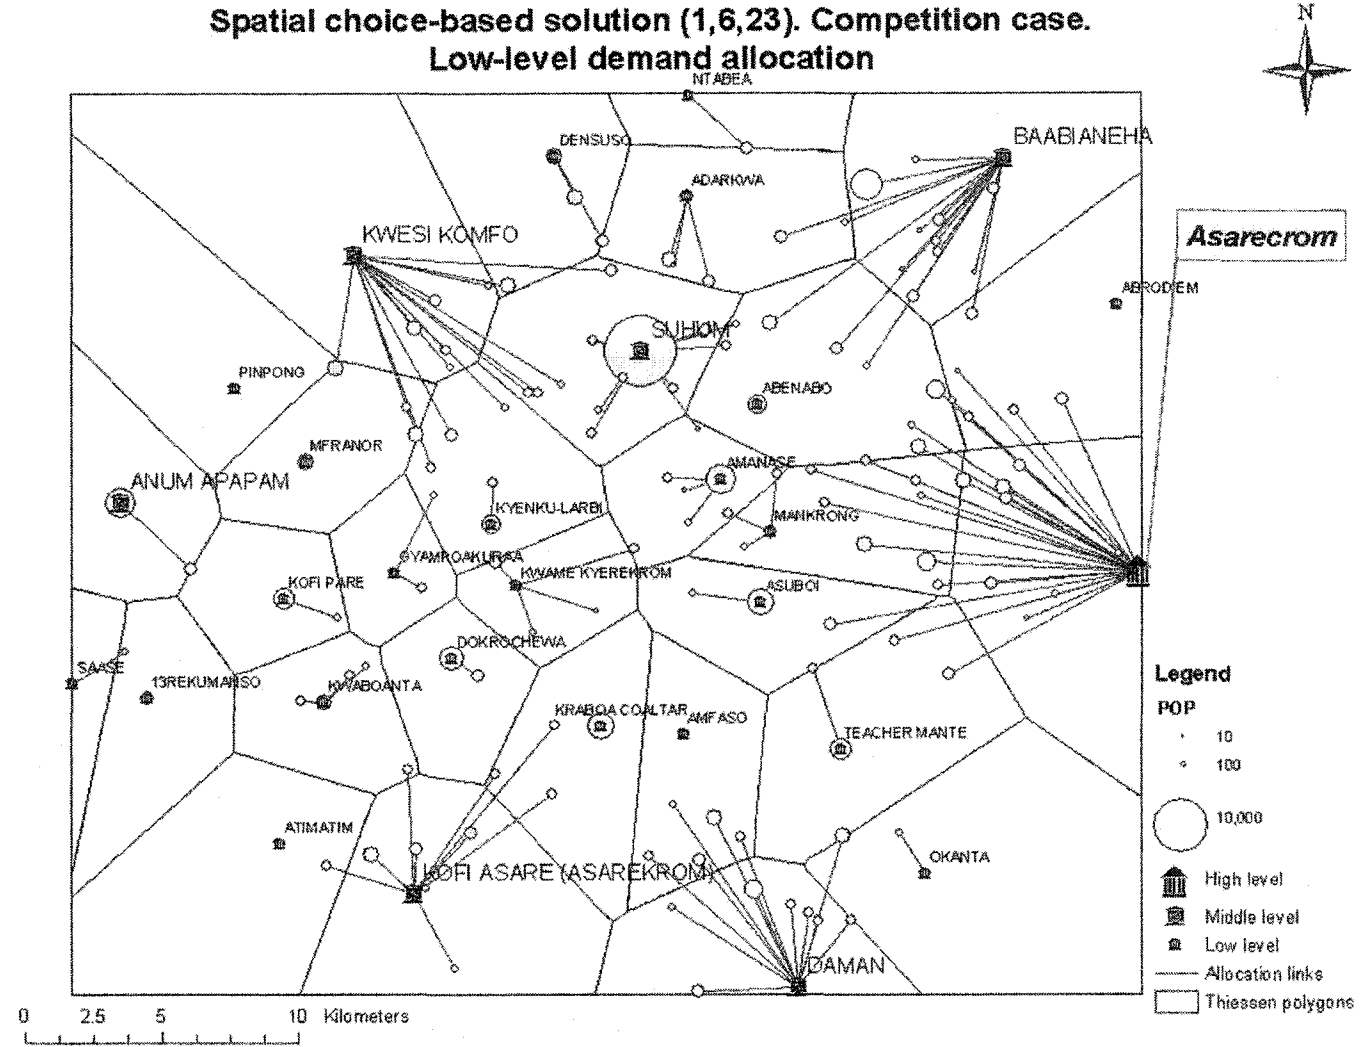 Spatial choice-based solution (1,6,23). Competition case.
Low-level demand allocation
N
NTABEA
DENSUSO
BAABIANEHA
ADARKWA
KWESI KOMFO
Asarecrom
ABRODIEM
SUHUM
PINPONG
ABENABO
MFRANOR
AMANASE
ANUM APAPAM
KYENKU-LARBI
MANKRONG
YAMROAKURAA
KWAME KYEREKROM
KOFI PARE
ASUBOI
DOKROCHEWA
SAASE
13REKUMANSO
KWABOANTA
Legend
POP
KRABOA COALTAR
AMFASO
TEACHER MANTE
10
100
10,000
ATIMATIM
OKANTA
KOFI ASARE (ASAREKROM)
High level
Middle level
Low level
DAMAN
Allocation links
Thiessen polygons
0 2.5 5 10 Kilometers